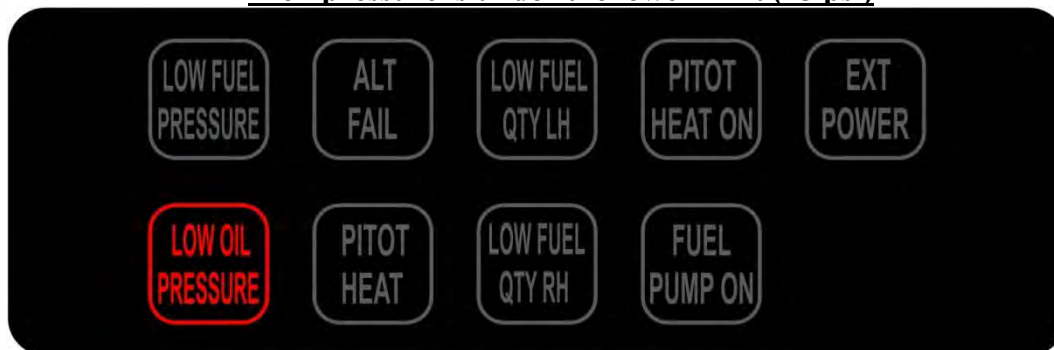 LOW FUEL
PRESSURE
ALT
FAIL
LOW FUEL
QTY LH
PITOT
HEAT ON
EXT
POWER
LOW OIL
PRESSURE
PITOT
HEAT
LOW FUEL
QTY RH
FUEL
PUMP ON